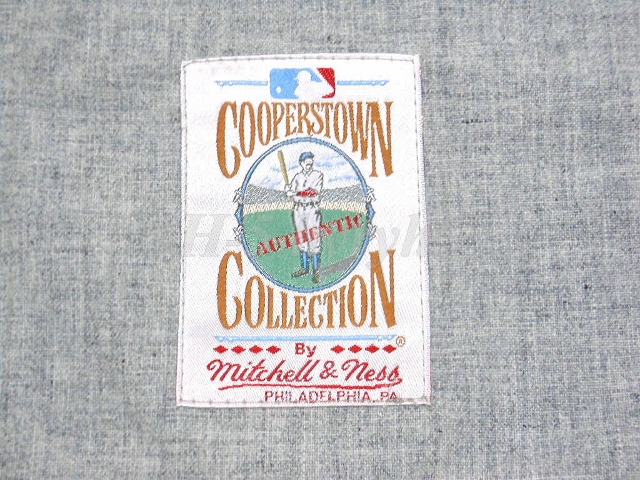 COOPERSTOWN
AUTHENTIC
COLLECTION
®
By
Mitchell & Ness
PHILADELPHIA, PA